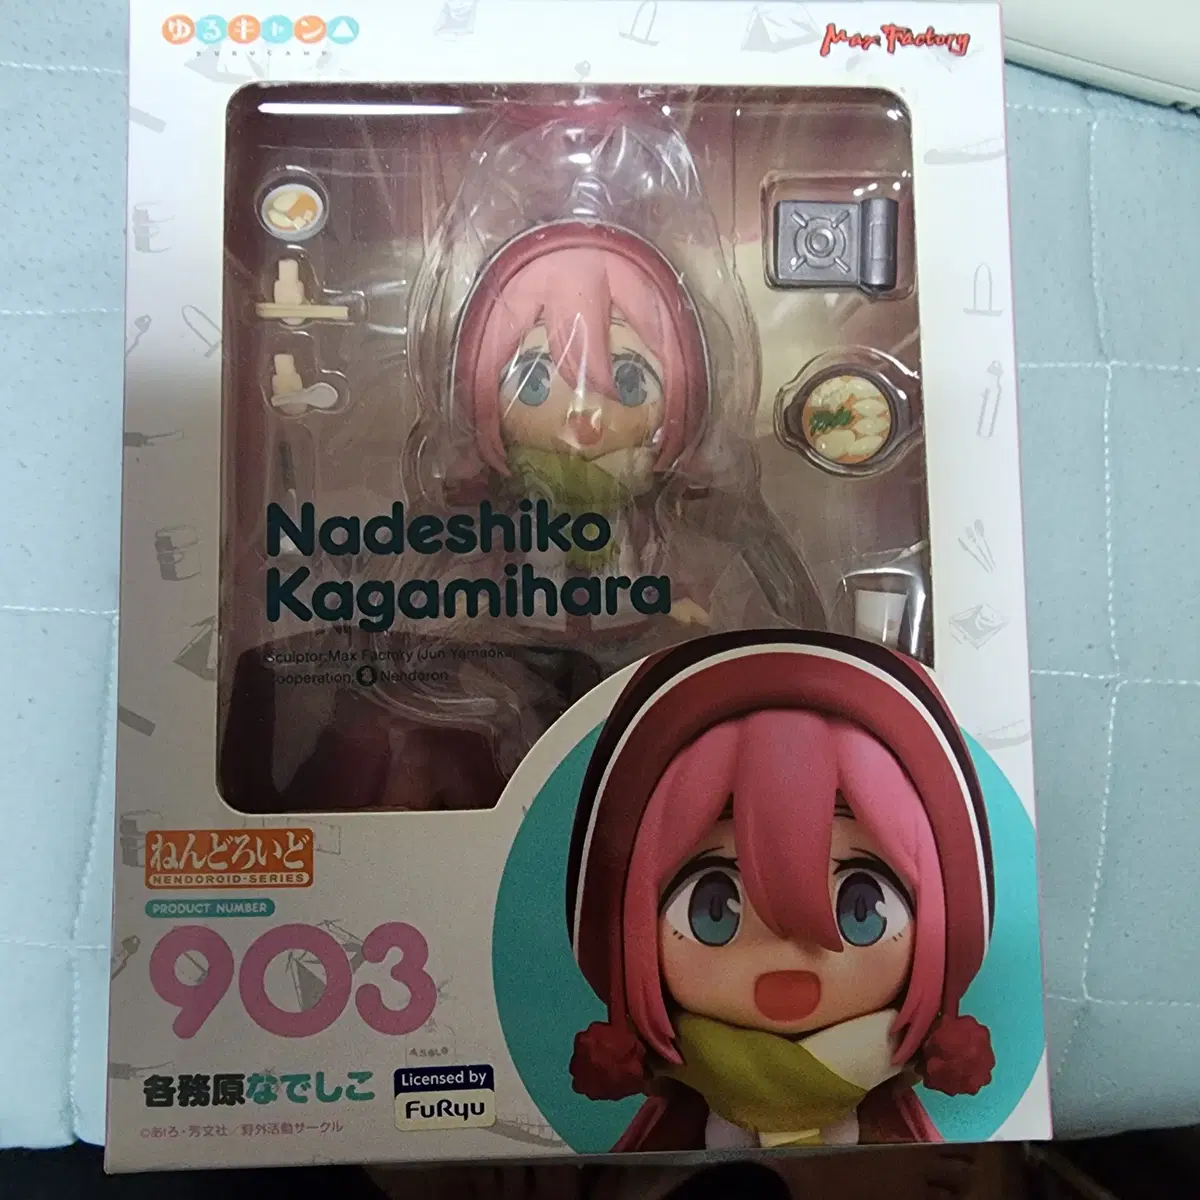 ゆるキャン△
YURUCAMP
Max Factory
Nadeshiko
Kagamihara
Sculptor:Max Factory (Jun Yamaoka)
Cooperation: Nendoron
ねんどろいど
NENDOROID-SERIES
PRODUCT NUMBER
903
各務原なでしこ
Licensed by
FuRyu
©あfろ・芳文社／野外活動サークル